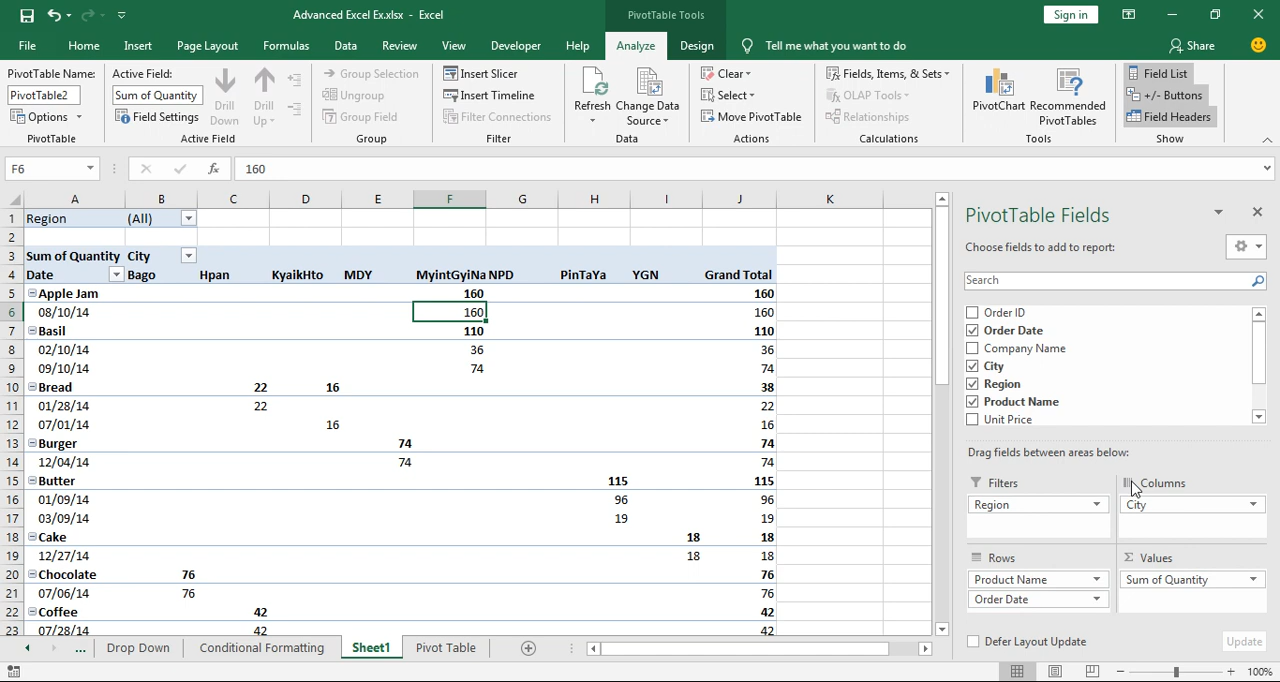 Advanced Excel Ex.xlsx - Excel
PivotTable Tools
Sign in
File Home Insert Page Layout Formulas Data Review View Developer Help Analyze Design Tell me what you want to do Share
PivotTable Name:
PivotTable2
Options
PivotTable
Active Field:
Sum of Quantity
Field Settings
Drill Down
Drill Up
Active Field
Group Selection
Ungroup
Group Field
Group
Insert Slicer
Insert Timeline
Filter Connections
Filter
Refresh
Change Data Source
Data
Clear
Select
Move PivotTable
Actions
Fields, Items, & Sets
OLAP Tools
Relationships
Calculations
PivotChart
Recommended PivotTables
Tools
Field List
+/- Buttons
Field Headers
Show
F6 fx 160
A B C D E F G H I J K
1 Region (All)
2
3 Sum of Quantity City
4 Date Bago Hpan KyaikHto MDY MyintGyiNa NPD PinTaYa YGN Grand Total
5 Apple Jam 160 160
6 08/10/14 160 160
7 Basil 110 110
8 02/10/14 36 36
9 09/10/14 74 74
10 Bread 22 16 38
11 01/28/14 22 22
12 07/01/14 16 16
13 Burger 74 74
14 12/04/14 74 74
15 Butter 115 115
16 01/09/14 96 96
17 03/09/14 19 19
18 Cake 18 18
19 12/27/14 18 18
20 Chocolate 76 76
21 07/06/14 76 76
22 Coffee 42 42
23 07/28/14 42 42
PivotTable Fields
Choose fields to add to report:
Search
Order ID
Order Date
Company Name
City
Region
Product Name
Unit Price
Drag fields between areas below:
Filters
Region
Columns
City
Rows
Product Name
Order Date
Σ Values
Sum of Quantity
Defer Layout Update Update
... Drop Down Conditional Formatting Sheet1 Pivot Table
100%